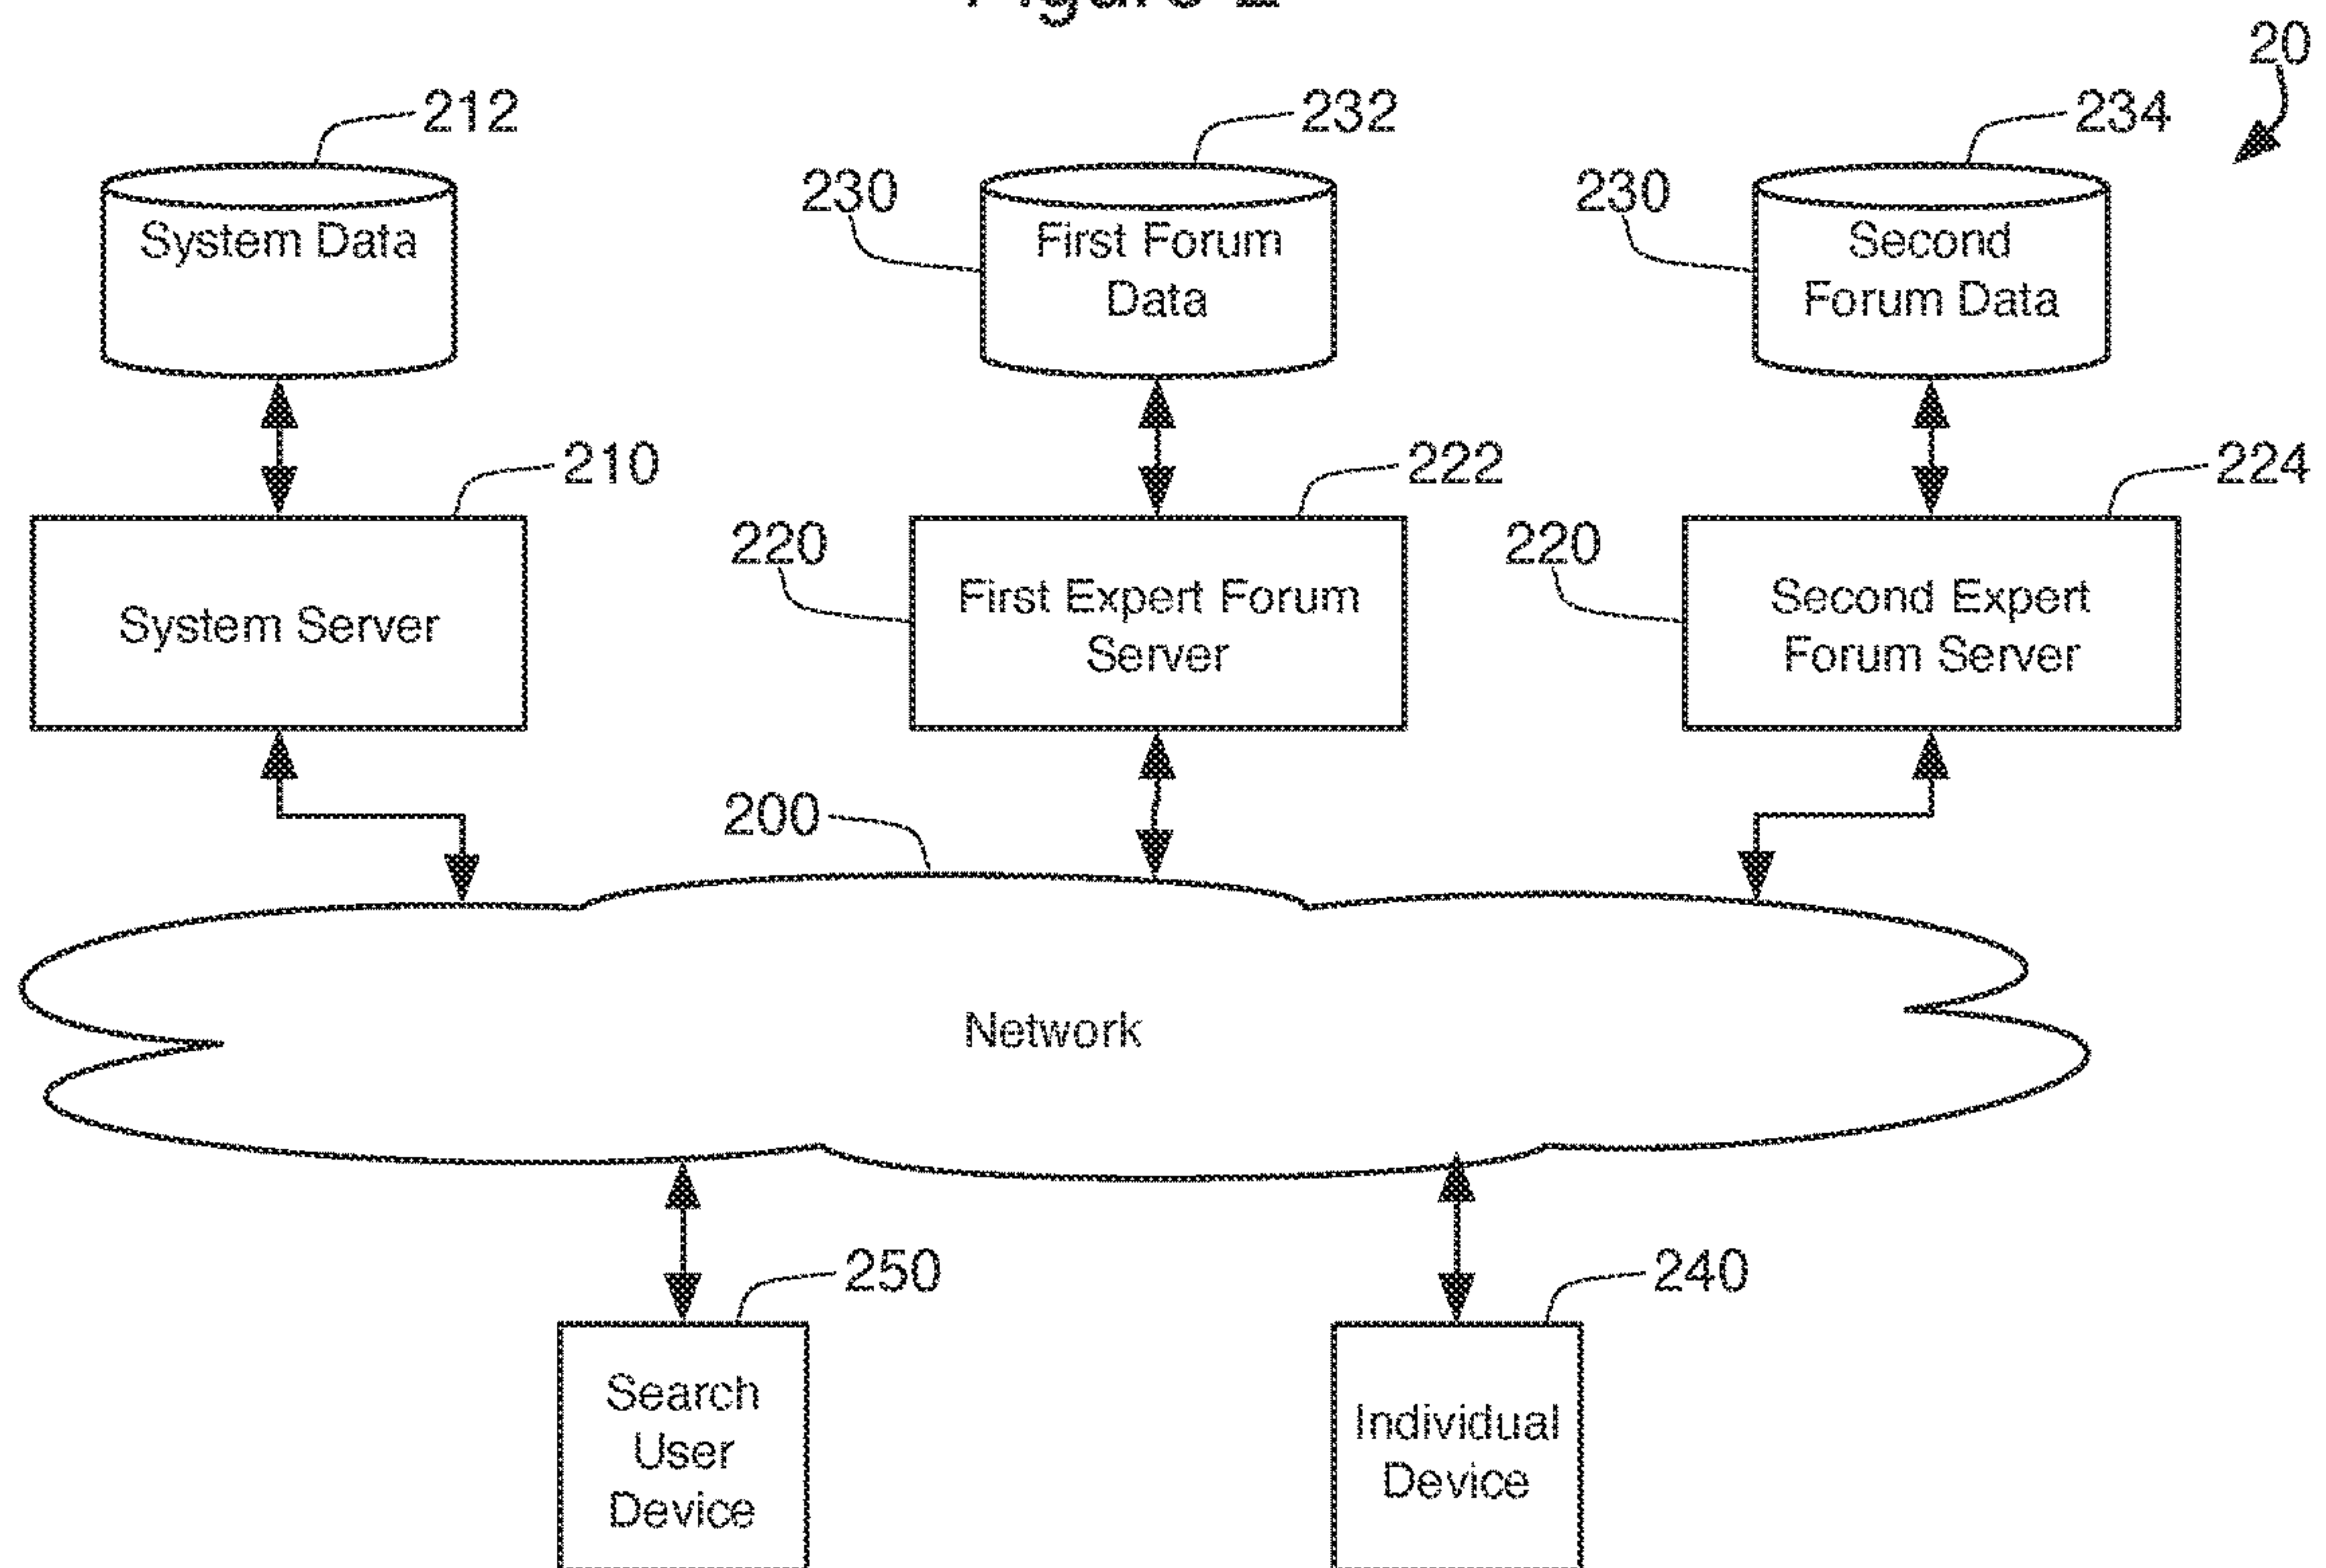 20
212
232
234
230
230
System Data
First Forum
Data
Second
Forum Data
210
222
224
220
220
System Server
First Expert Forum
Server
Second Expert
Forum Server
200
Network
250
240
Search
User
Device
Individual
Device